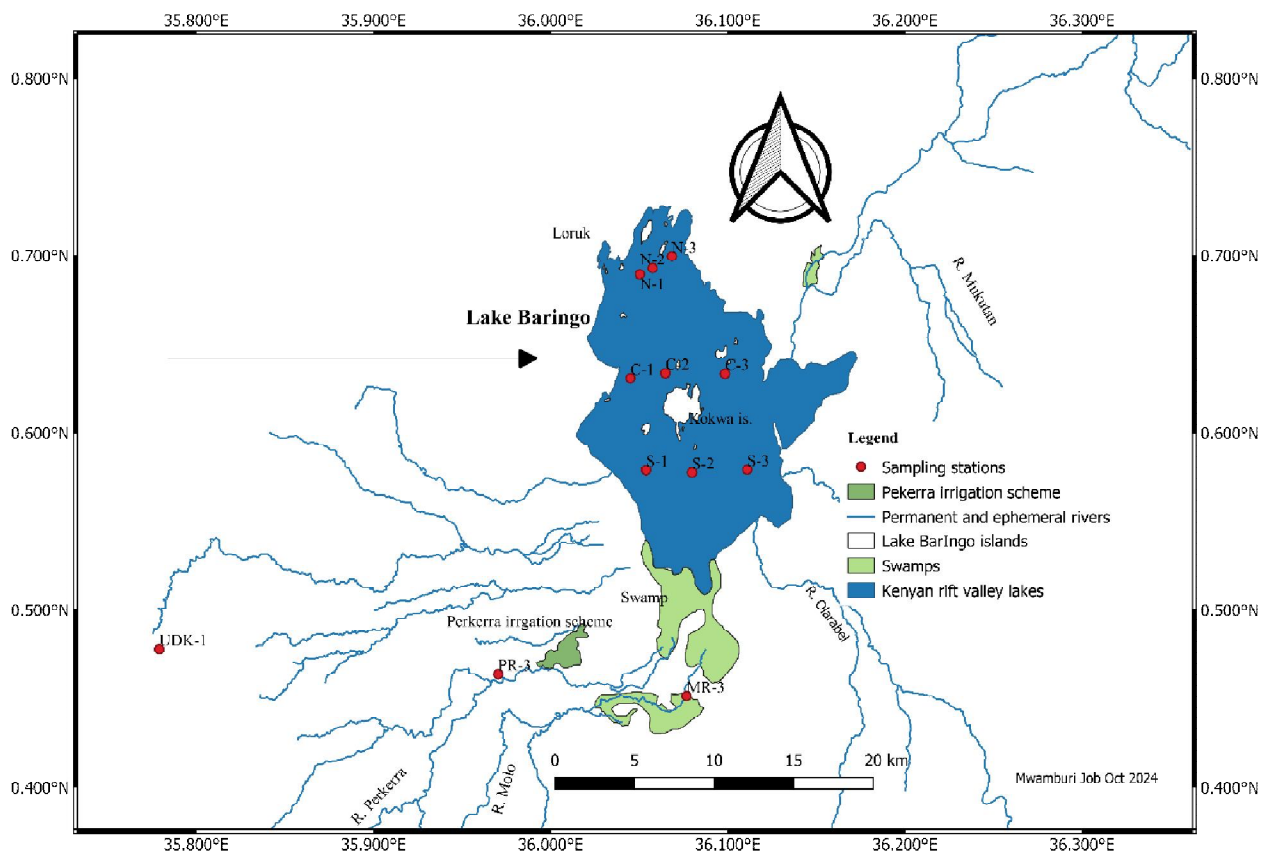 35.800°E 35.900°E 36.000°E 36.100°E 36.200°E 36.300°E
0.800°N 0.800°N
Loruk
N-3
N-2
N-1
0.700°N 0.700°N
R. Mukutan
Lake Baringo
C-1 C-2 C-3
Kokwa is.
0.600°N 0.600°N
S-1 S-2 S-3
Legend
Sampling stations
Pekerra irrigation scheme
Permanent and ephemeral rivers
Lake BarIngo islands
Swamps
Kenyan rift valley lakes
Swamp
R. Olarabel
0.500°N 0.500°N
Perkerra irrgation scheme
UDK-1
PR-3
MR-3
R. Perkerra
R. Molo
0 5 10 15 20 km
Mwamburi Job Oct 2024
0.400°N 0.400°N
35.800°E 35.900°E 36.000°E 36.100°E 36.200°E 36.300°E